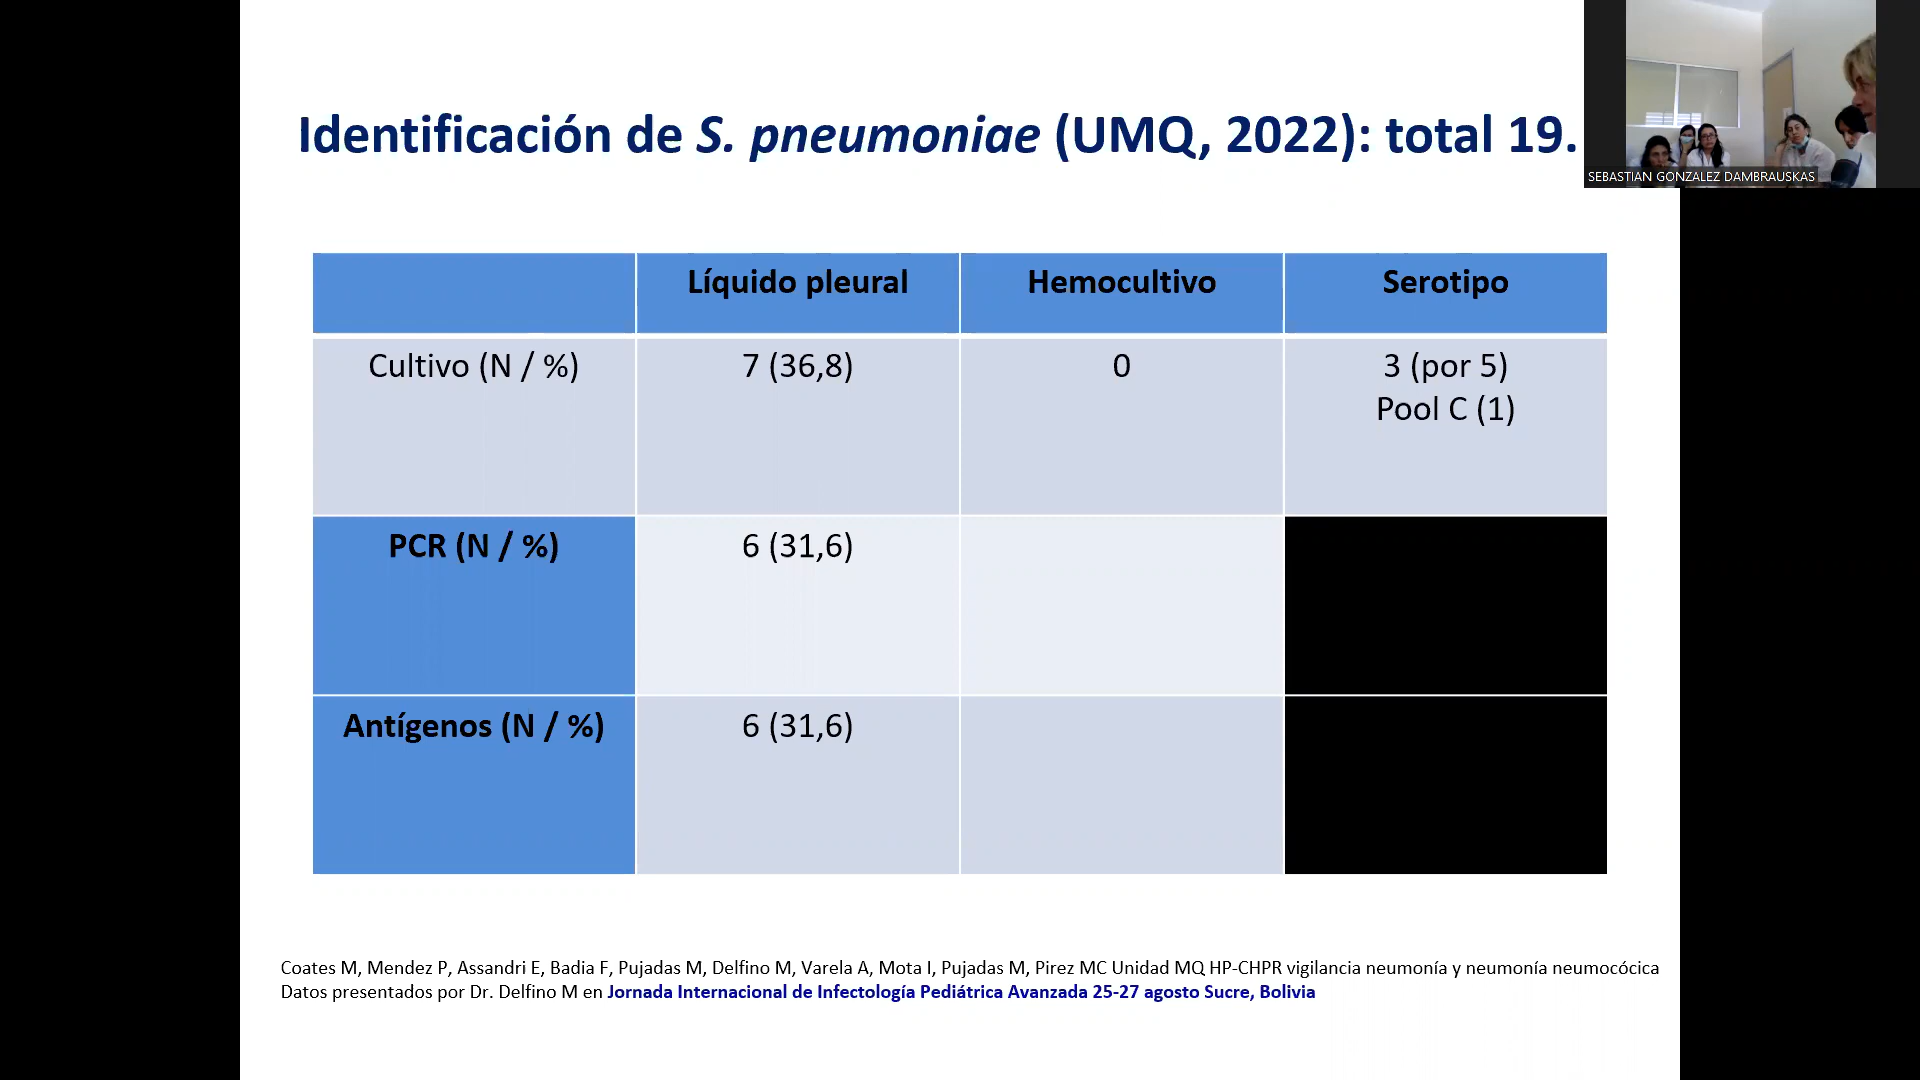 Identificación de S. pneumoniae (UMQ, 2022): total 19.
SEBASTIAN GONZALEZ DAMBRAUSKAS
Líquido pleural Hemocultivo Serotipo
Cultivo (N / %) 7 (36,8) 0 3 (por 5)
Pool C (1)
PCR (N / %) 6 (31,6)
Antígenos (N / %) 6 (31,6)
Coates M, Mendez P, Assandri E, Badia F, Pujadas M, Delfino M, Varela A, Mota I, Pujadas M, Pirez MC Unidad MQ HP-CHPR vigilancia neumonía y neumonía neumocócica
Datos presentados por Dr. Delfino M en Jornada Internacional de Infectología Pediátrica Avanzada 25-27 agosto Sucre, Bolivia